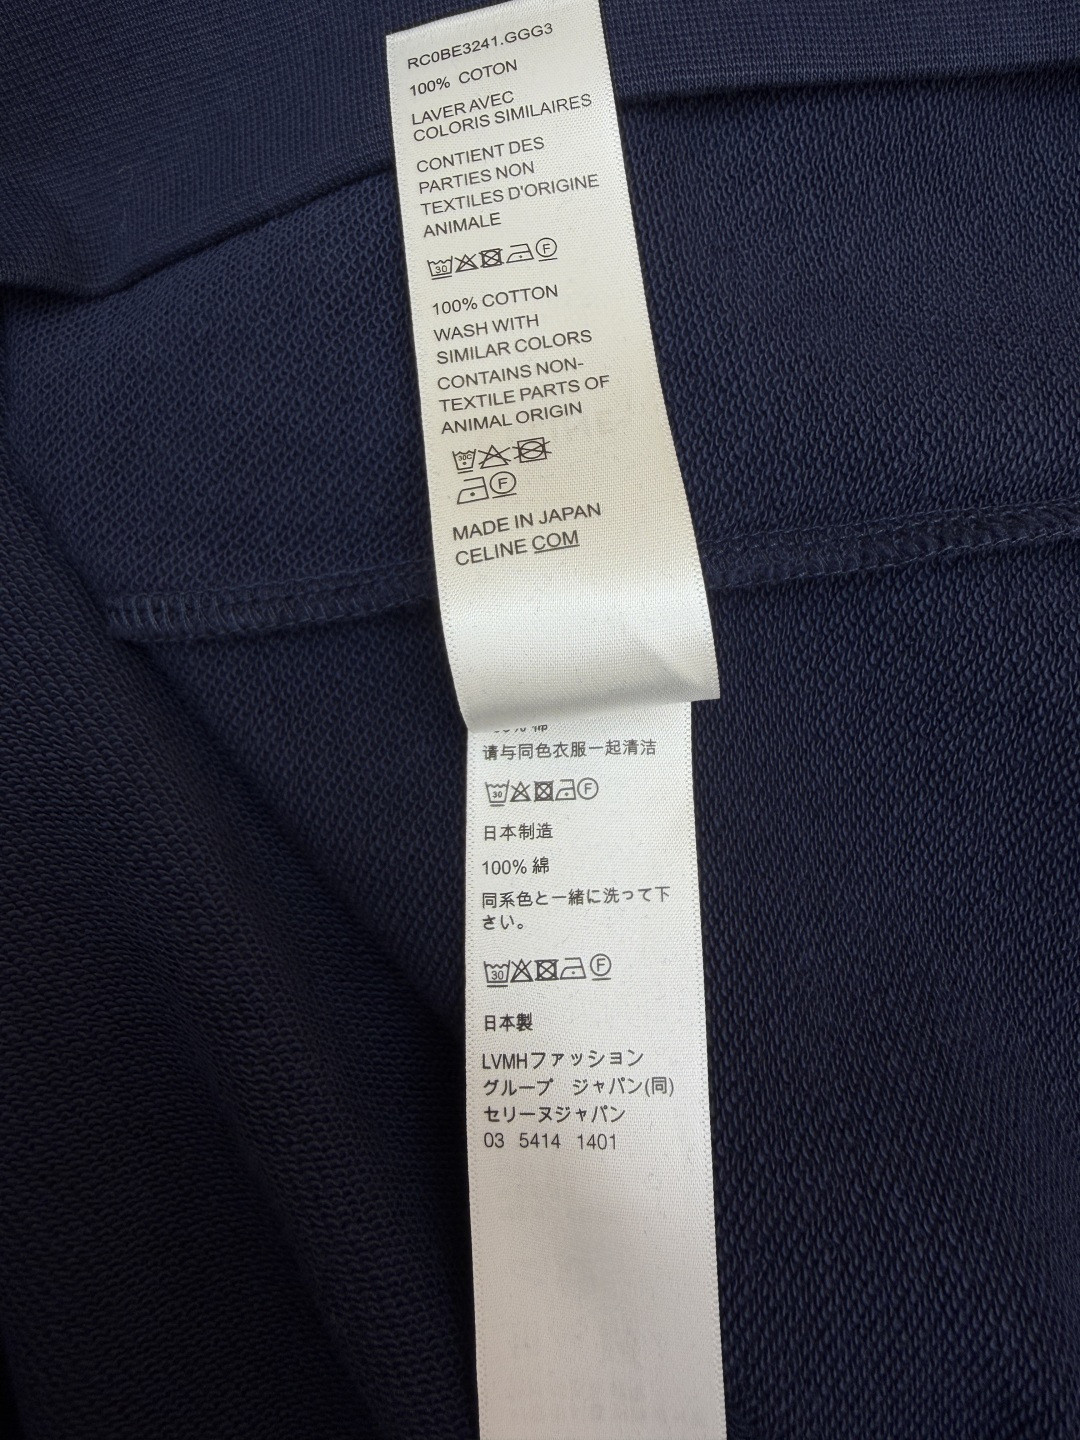 RC0BE3241.GGG3
100% COTON
LAVER AVEC
COLORIS SIMILAIRES
CONTIENT DES
PARTIES NON
TEXTILES D'ORIGINE
ANIMALE
30 F
100% COTTON
WASH WITH
SIMILAR COLORS
CONTAINS NON-
TEXTILE PARTS OF
ANIMAL ORIGIN
30C
F
MADE IN JAPAN
CELINE COM
请与同色衣服一起清洁
30 F
日本制造
100% 綿
同系色と一緒に洗って下
さい。
30 F
日本製
LVMHファッション
グループ ジャパン(同)
セリーヌジャパン
03 5414 1401